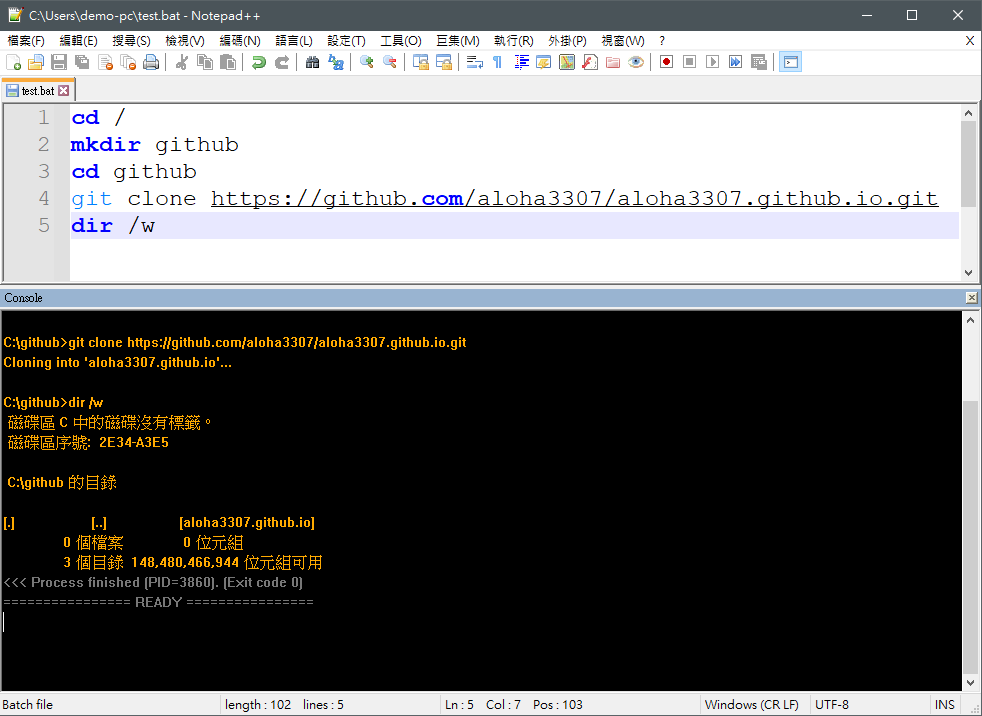 C:\Users\demo-pc\test.bat - Notepad++
檔案(F) 編輯(E) 搜尋(S) 檢視(V) 編碼(N) 語言(L) 設定(T) 工具(O) 巨集(M) 執行(R) 外掛(P) 視窗(W) ? X
test.bat
1 cd /
2 mkdir github
3 cd github
4 git clone https://github.com/aloha3307/aloha3307.github.io.git
5 dir /w
Console
C:\github>git clone https://github.com/aloha3307/aloha3307.github.io.git
Cloning into 'aloha3307.github.io'...
C:\github>dir /w
磁碟區 C 中的磁碟沒有標籤。
磁碟區序號: 2E34-A3E5
C:\github 的目錄
[.] [..] [aloha3307.github.io]
0 個檔案 0 位元組
3 個目錄 148,480,466,944 位元組可用
<<< Process finished (PID=3860). (Exit code 0)
================ READY ================
Batch file length : 102 lines : 5 Ln : 5 Col : 7 Pos : 103 Windows (CR LF) UTF-8 INS